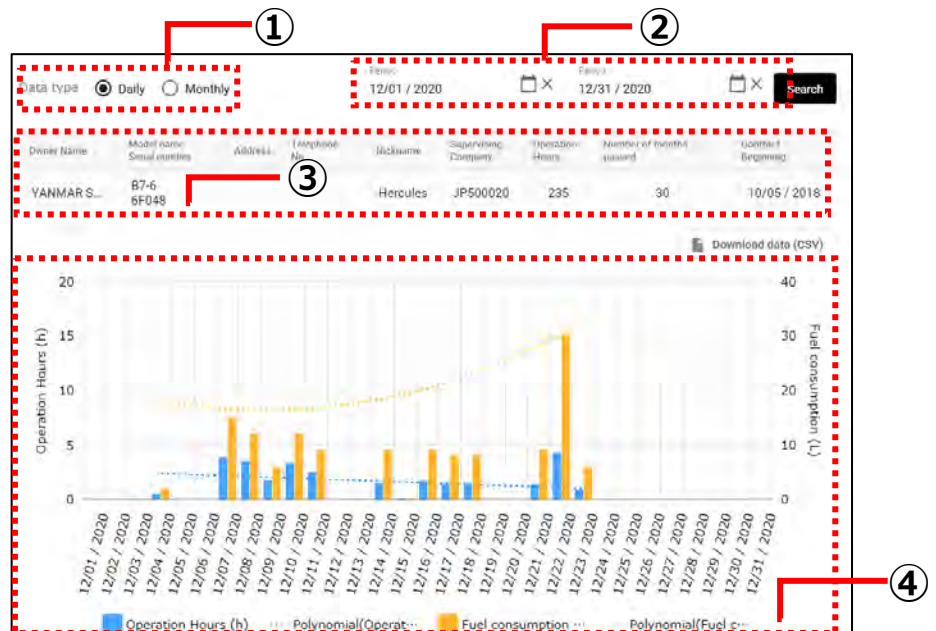 ① ②
Data type Daily Monthly
12/01 / 2020 12/31 / 2020 Search
Owner Name Model name Address Telephone Nickname Supervising Operation Number of months Contract
Serial number No. Company Hours passed Beginning
③
YANMAR S... B7-6 Hercules JP500020 235 30 10/05 / 2018
6F048
Download data (CSV)
20 40
15 30
10 20
5 10
0 0
Operation Hours (h)
Fuel consumption (L)
12/01 / 2020
12/02 / 2020
12/03 / 2020
12/04 / 2020
12/05 / 2020
12/06 / 2020
12/07 / 2020
12/08 / 2020
12/09 / 2020
12/10 / 2020
12/11 / 2020
12/12 / 2020
12/13 / 2020
12/14 / 2020
12/15 / 2020
12/16 / 2020
12/17 / 2020
12/18 / 2020
12/19 / 2020
12/20 / 2020
12/21 / 2020
12/22 / 2020
12/23 / 2020
12/24 / 2020
12/25 / 2020
12/26 / 2020
12/27 / 2020
12/28 / 2020
12/29 / 2020
12/30 / 2020
12/31 / 2020
④
Operation Hours (h) Polynomial(Operat… Fuel consumption … Polynomial(Fuel c…